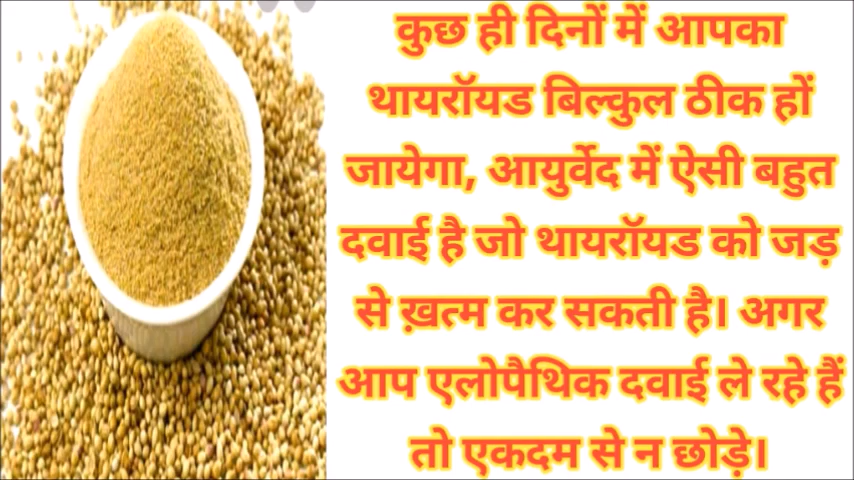 कुछ ही दिनों में आपका
थायरॉयड बिल्कुल ठीक हों
जायेगा, आयुर्वेद में ऐसी बहुत
दवाई है जो थायरॉयड को जड़
से ख़त्म कर सकती है। अगर
आप एलोपैथिक दवाई ले रहे हैं
तो एकदम से न छोड़े।